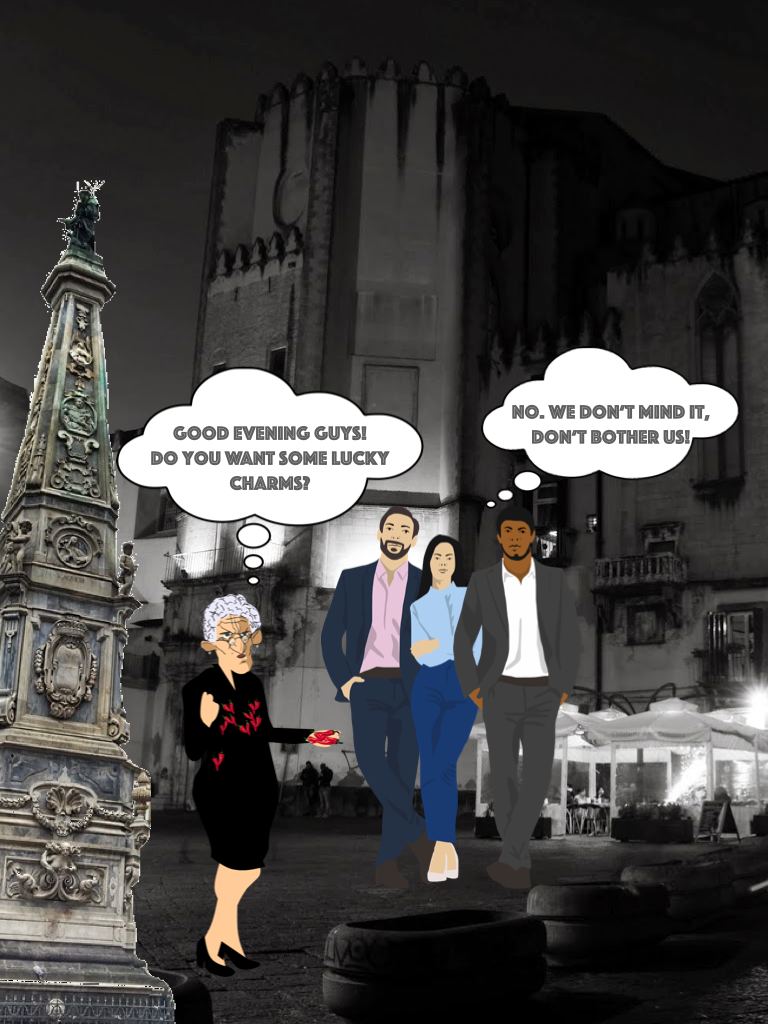 GOOD EVENING GUYS!
DO YOU WANT SOME LUCKY
CHARMS?
NO. WE DON'T MIND IT,
DON'T BOTHER US!